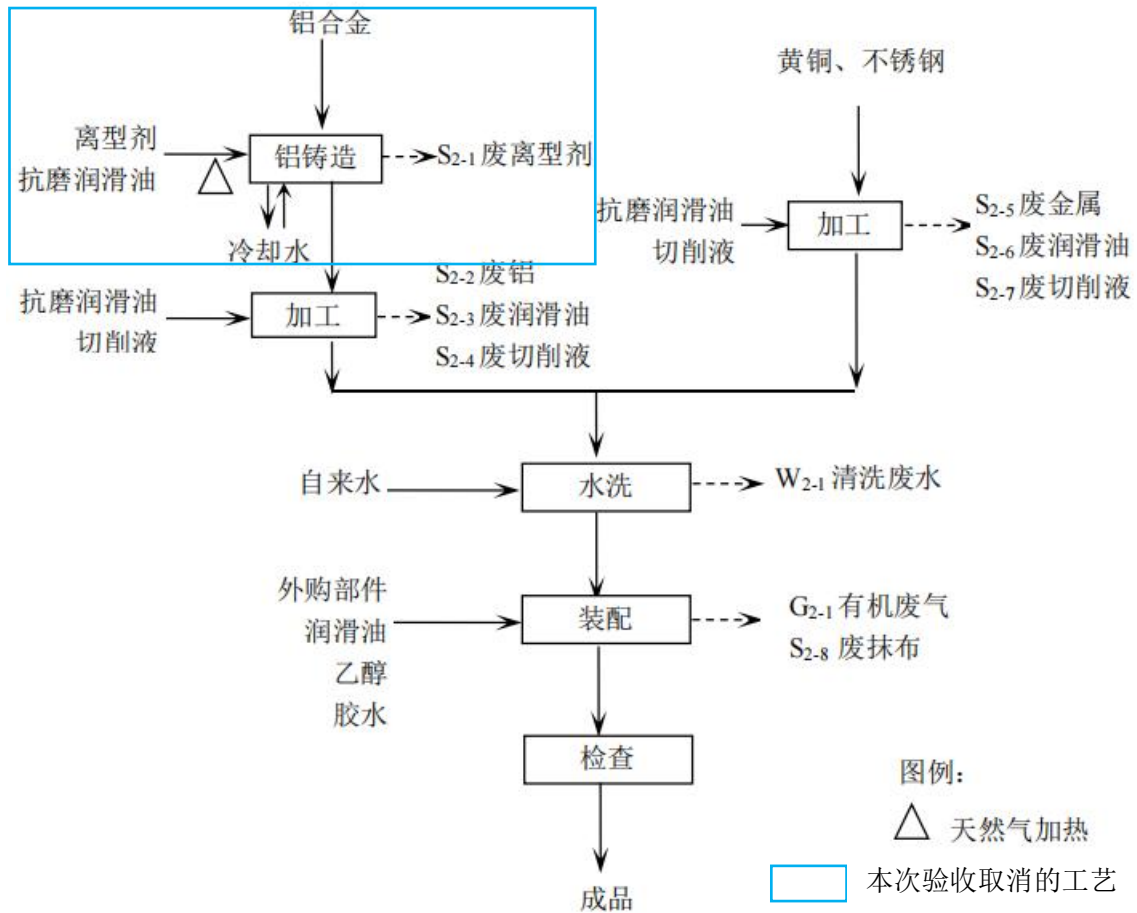 铝合金
黄铜、不锈钢
离型剂
抗磨润滑油
铝铸造
S2-1废离型剂
冷却水
抗磨润滑油
切削液
加工
S2-5废金属
S2-6废润滑油
S2-7废切削液
抗磨润滑油
切削液
加工
S2-2废铝
S2-3废润滑油
S2-4废切削液
自来水
水洗
W2-1清洗废水
外购部件
润滑油
乙醇
胶水
装配
G2-1有机废气
S2-8废抹布
检查
成品
图例：
天然气加热
本次验收取消的工艺